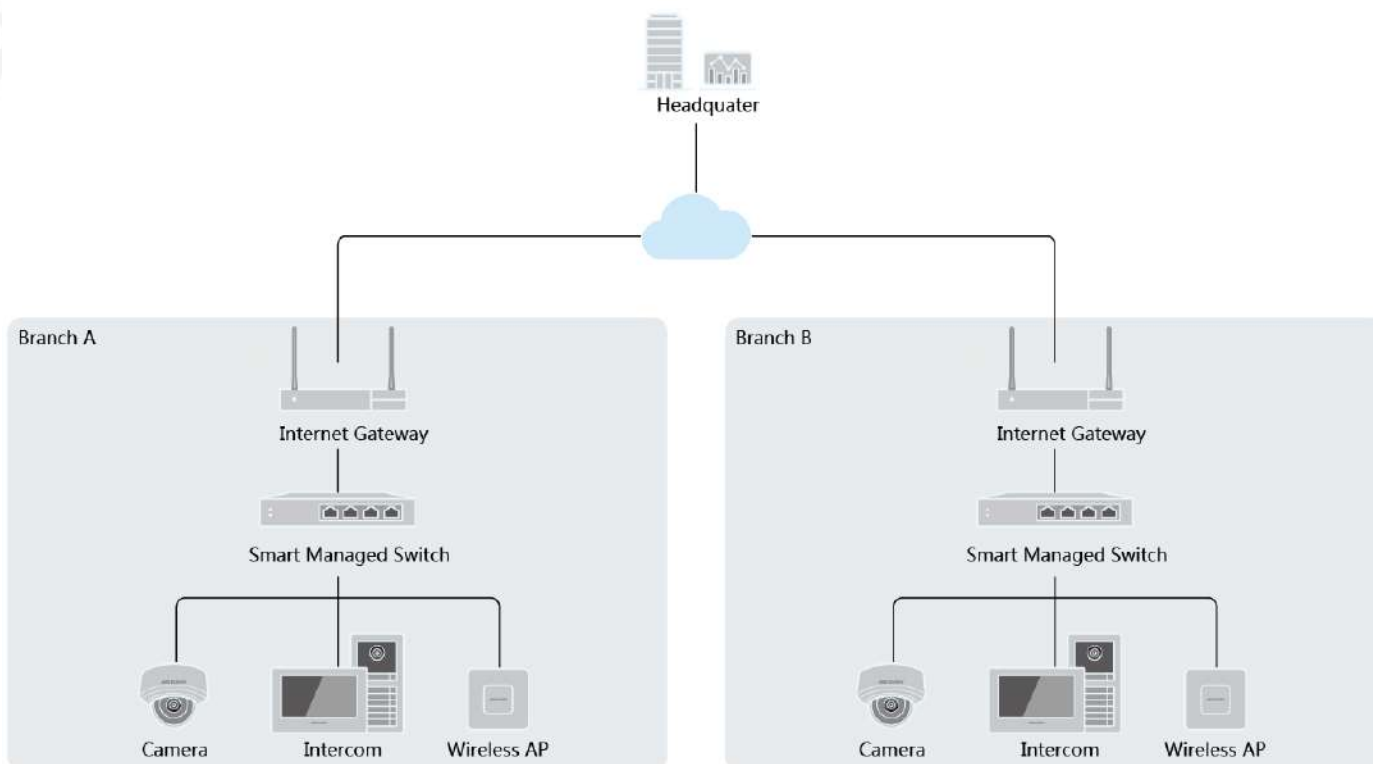 Headquater
Branch A
Branch B
Internet Gateway
Internet Gateway
Smart Managed Switch
Smart Managed Switch
Camera
Intercom
Wireless AP
Camera
Intercom
Wireless AP